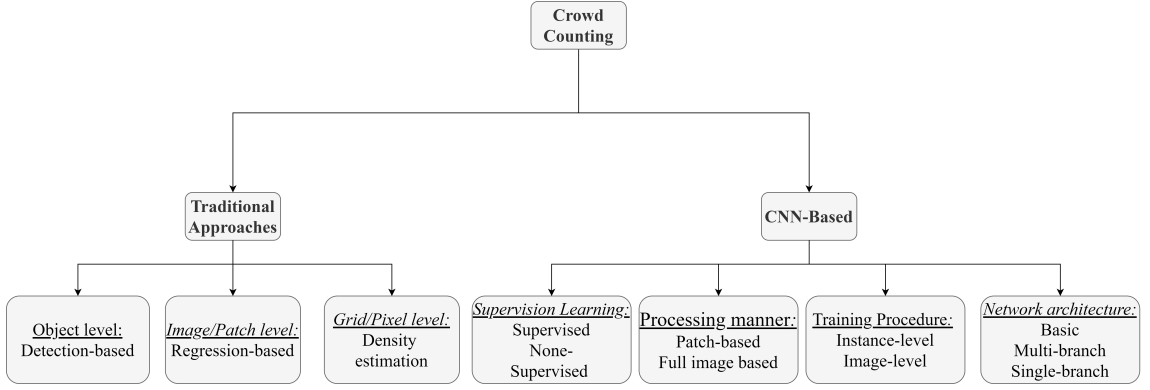 Crowd
Counting
Traditional
Approaches
CNN-Based
Object level:
Detection-based
Image/Patch level:
Regression-based
Grid/Pixel level:
Density
estimation
Supervision Learning:
Supervised
None-
Supervised
Processing manner:
Patch-based
Full image based
Training Procedure:
Instance-level
Image-level
Network architecture:
Basic
Multi-branch
Single-branch